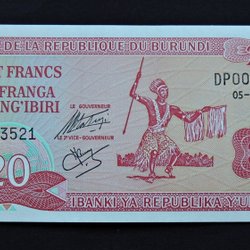 DE LA REPUBLIQUE DU BURUNDI
FRANCS
FRANGA
NG'IBIRI
LE GOUVERNEUR
DP00
05-
3521
LE 2e VICE-GOUVERNEUR
20
IBANKI YA REPUBLIKA Y'U